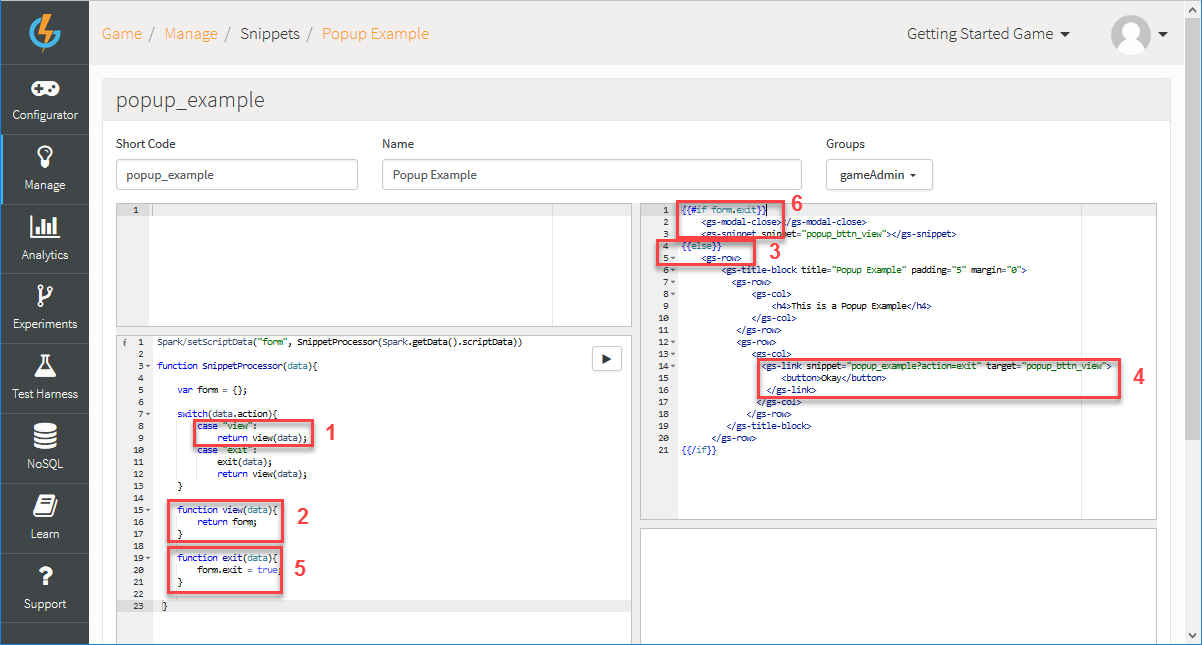 Game / Manage / Snippets / Popup Example
Getting Started Game
Configurator
Manage
Analytics
Experiments
Test Harness
NoSQL
Learn
Support
popup_example
Short Code
Name
Groups
popup_example
Popup Example
gameAdmin
1
i 1 Spark/setScriptData("form", SnippetProcessor(Spark.getData().scriptData))
2
3 function SnippetProcessor(data){
4
5 var form = {};
6
7 switch(data.action){
8 case "view":
9 return view(data);
10 case "exit":
11 exit(data);
12 return view(data);
13 }
14
15 function view(data){
16 return form;
17 }
18
19 function exit(data){
20 form.exit = true;
21 }
22
23 }
1
2
5
1 {{#if form.exit}}
2 <gs-modal-close></gs-modal-close>
3 <gs-snippet snippet="popup_bttn_view"></gs-snippet>
4 {{else}}
5 <gs-row>
6 <gs-title-block title="Popup Example" padding="5" margin="0">
7 <gs-row>
8 <gs-col>
9 <h4>This is a Popup Example</h4>
10 </gs-col>
11 </gs-row>
12 <gs-row>
13 <gs-col>
14 <gs-link snippet="popup_example?action=exit" target="popup_bttn_view">
15 <button>Okay</button>
16 </gs-link>
17 </gs-col>
18 </gs-row>
19 </gs-title-block>
20 </gs-row>
21 {{/if}}
6
3
4